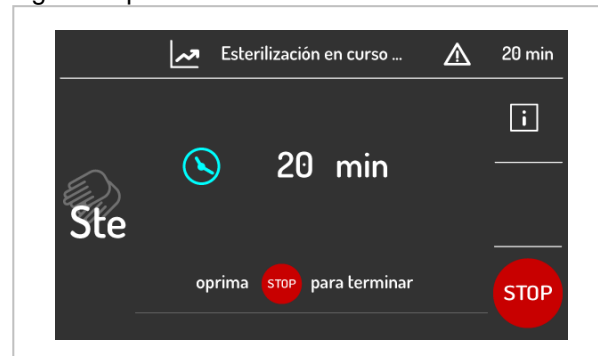 Esterilización en curso ... 20 min
i
20 min
Ste
oprima STOP para terminar
STOP